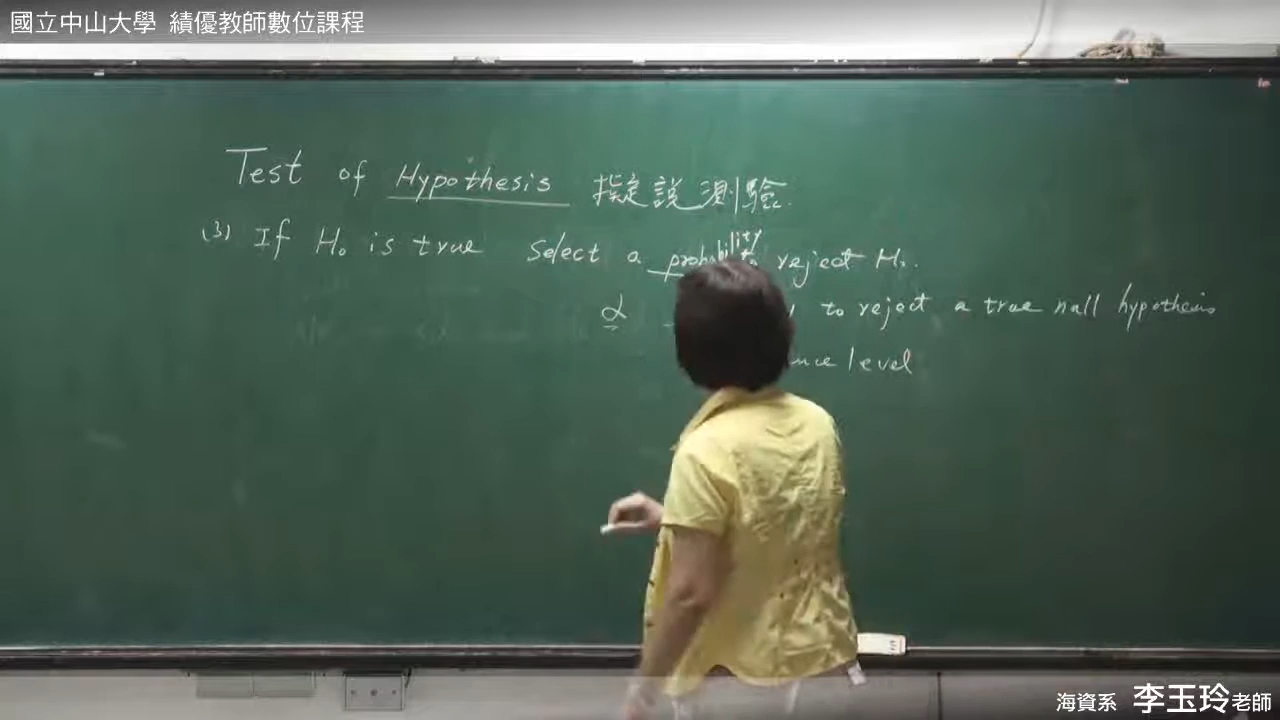 國立中山大學 績優教師數位課程
Test of Hypothesis 擬說測驗.
(3) If H₀ is true Select a probability to reject H₀.
α to reject a true null hypothesis
level
海資系 李玉玲老師